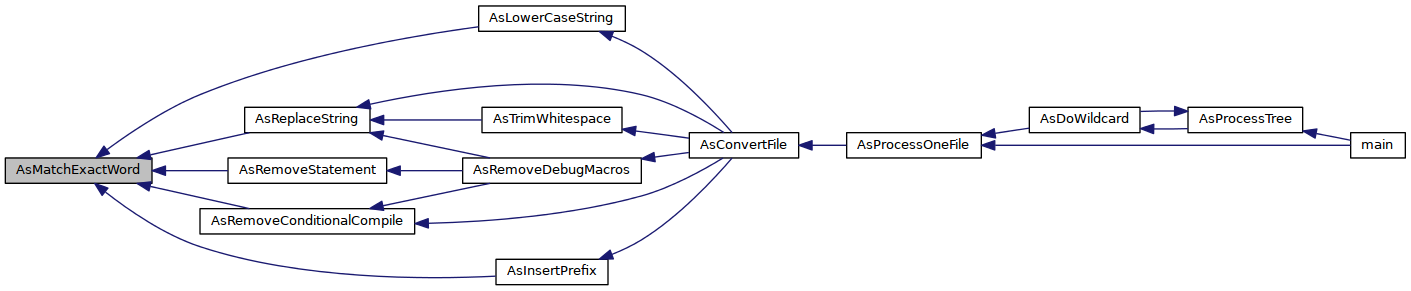 AsLowerCaseString
AsReplaceString
AsTrimWhitespace
AsDoWildcard
AsProcessTree
AsConvertFile
AsProcessOneFile
main
AsMatchExactWord
AsRemoveStatement
AsRemoveDebugMacros
AsRemoveConditionalCompile
AsInsertPrefix